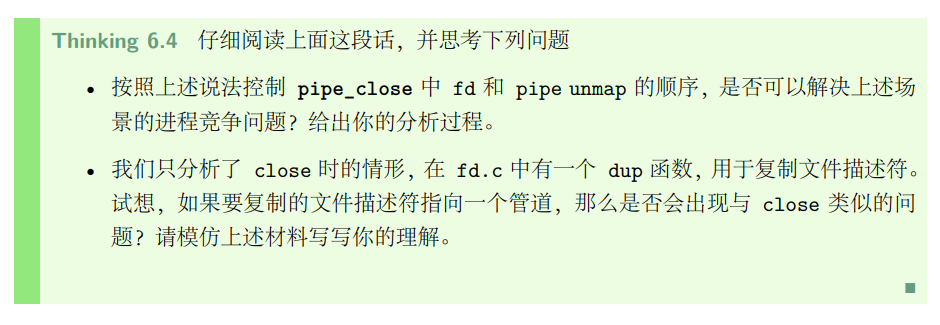 Thinking 6.4 仔细阅读上面这段话，并思考下列问题
• 按照上述说法控制 pipe_close 中 fd 和 pipe unmap 的顺序，是否可以解决上述场
景的进程竞争问题？给出你的分析过程。
• 我们只分析了 close 时的情形，在 fd.c 中有一个 dup 函数，用于复制文件描述符。
试想，如果要复制的文件描述符指向一个管道，那么是否会出现与 close 类似的问
题？请模仿上述材料写写你的理解。